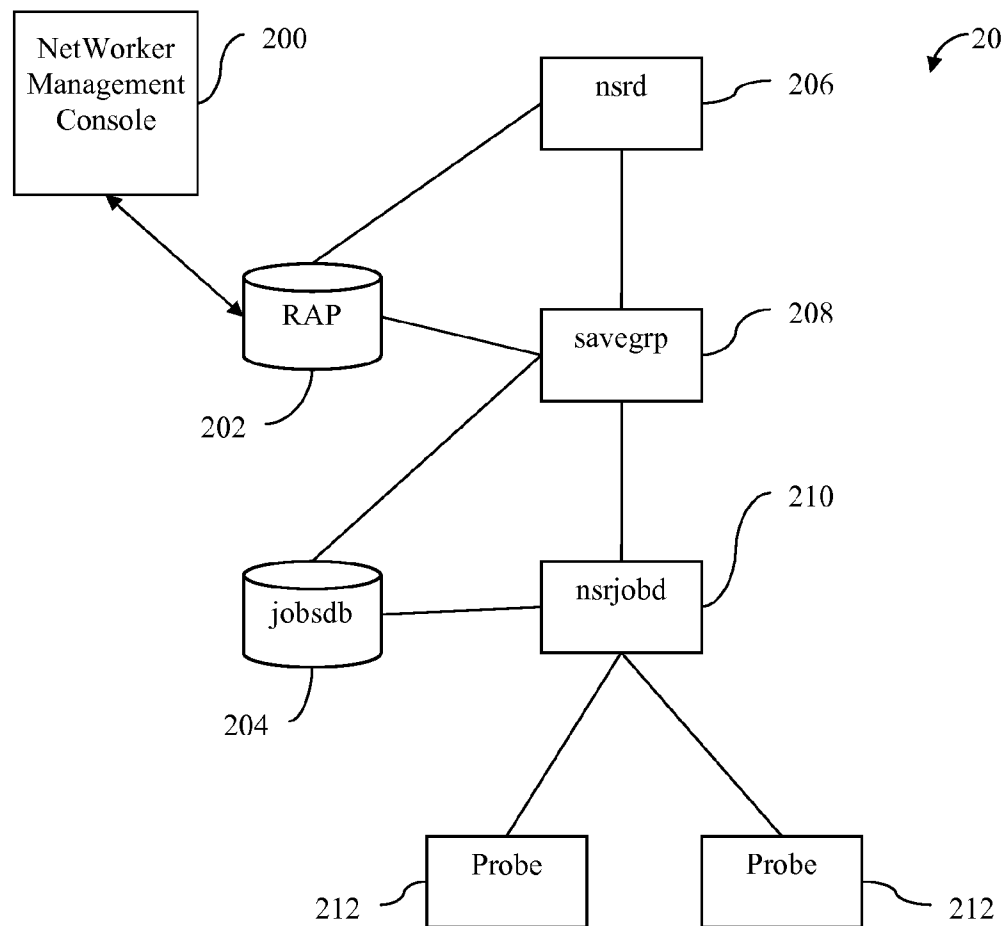 NetWorker
Management
Console
200
20
nsrd
206
RAP
202
savegrp
208
210
jobsdb
204
nsrjobd
Probe
212
Probe
212